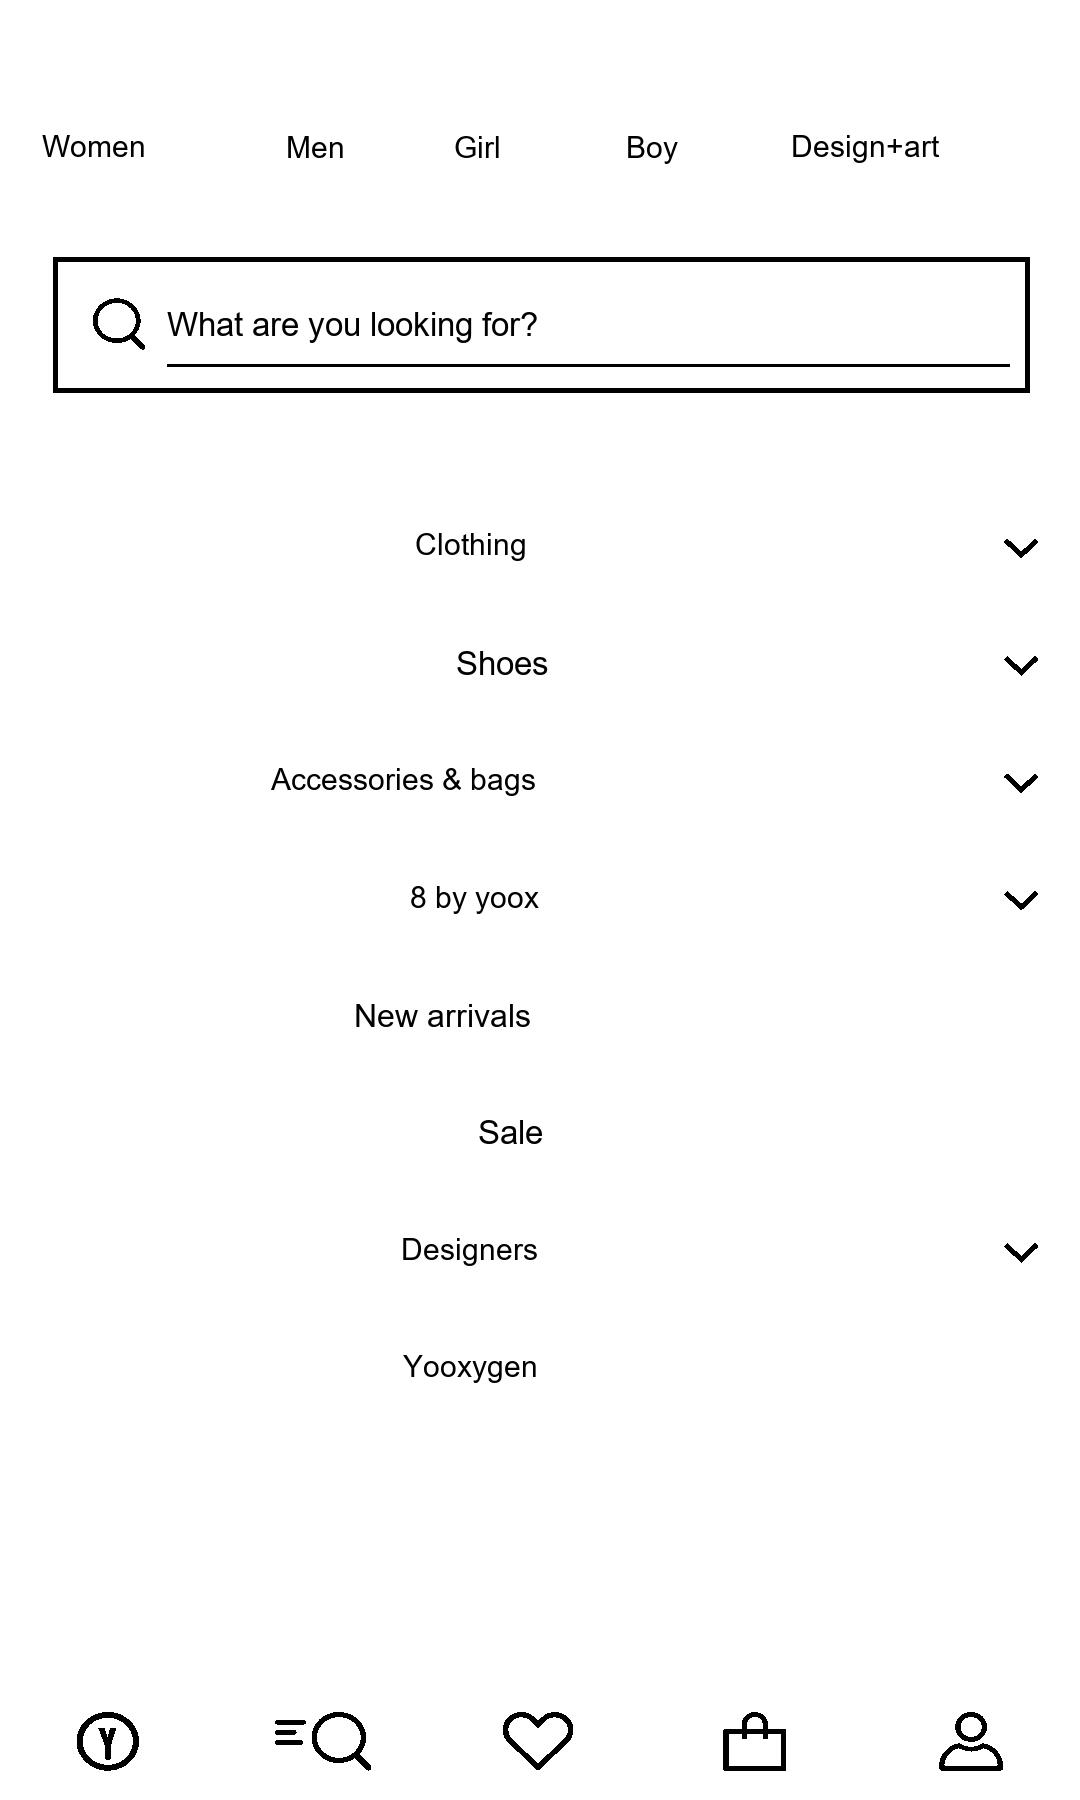 Women Men Girl Boy Design+art
What are you looking for?
Clothing
Shoes
Accessories & bags
8 by yoox
New arrivals
Sale
Designers
Yooxygen
Y